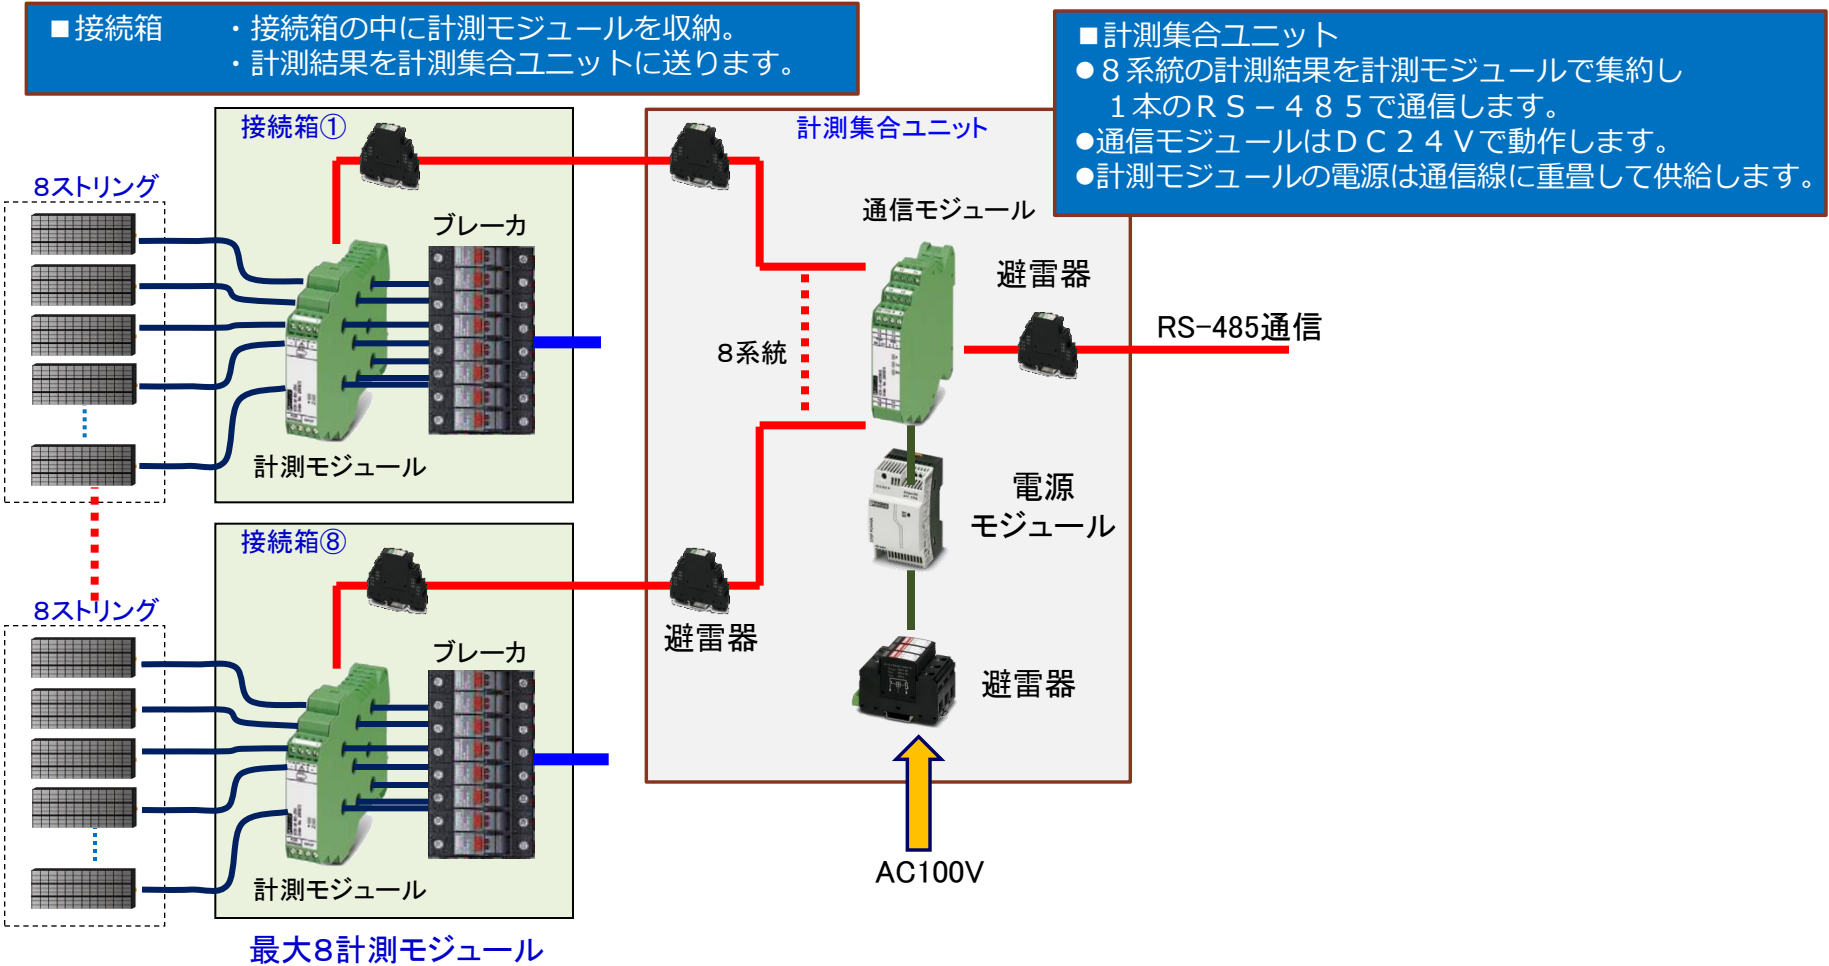 ■接続箱　　・接続箱の中に計測モジュールを収納。
・計測結果を計測集合ユニットに送ります。
■計測集合ユニット
●８系統の計測結果を計測モジュールで集約し
１本のＲＳ－４８５で通信します。
●通信モジュールはＤＣ２４Ｖで動作します。
●計測モジュールの電源は通信線に重畳して供給します。
接続箱①
計測集合ユニット
8ストリング
ブレーカ
通信モジュール
避雷器
RS-485通信
8系統
計測モジュール
電源
モジュール
接続箱⑧
8ストリング
避雷器
ブレーカ
避雷器
計測モジュール
AC100V
最大8計測モジュール